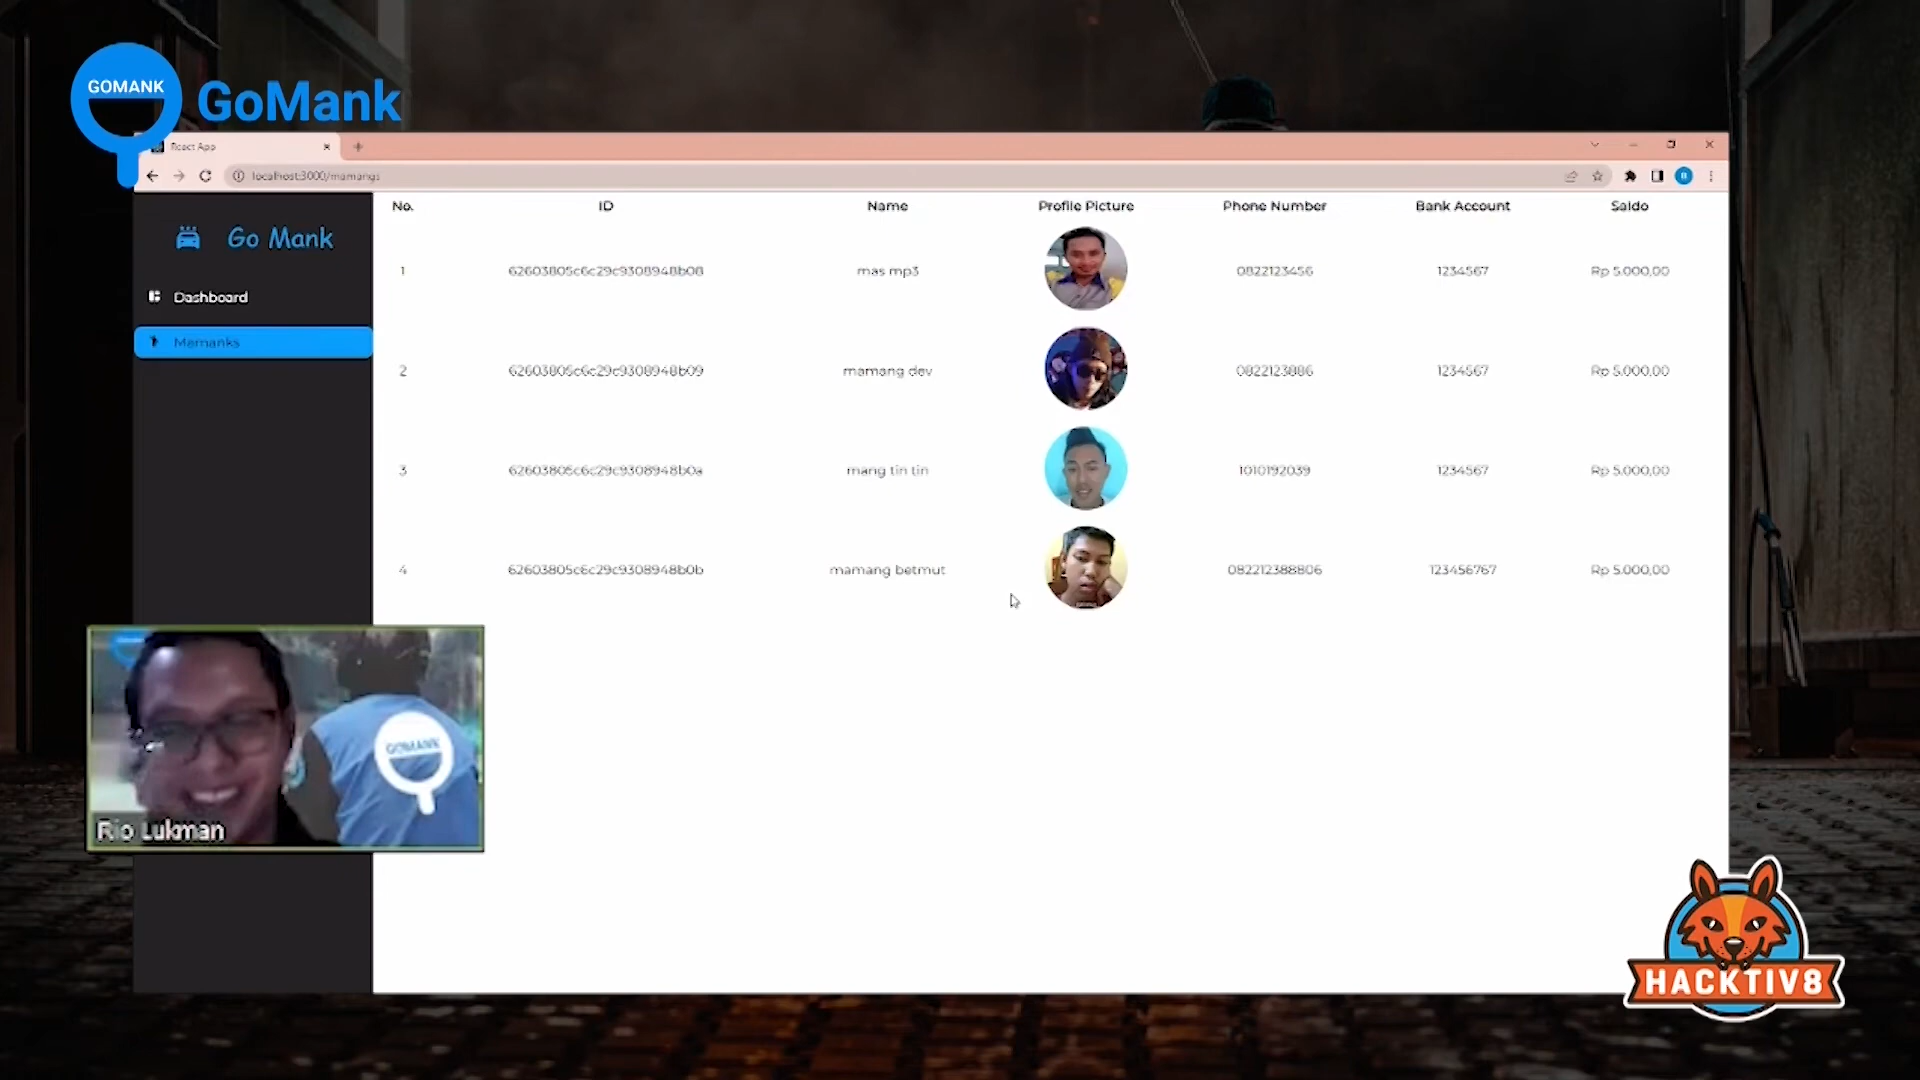 GOMANK
GoMank
React App
localhost:3000/mamangs
Go Mank
Dashboard
Mamanks
No. ID Name Profile Picture Phone Number Bank Account Saldo
1 62603805c6c29c9308948b08 mas mp3 0822123456 1234567 Rp 5.000,00
2 62603805c6c29c9308948b09 mamang dev 0822123886 1234567 Rp 5.000,00
3 62603805c6c29c9308948b0a mang tin tin 1010192039 1234567 Rp 5.000,00
4 62603805c6c29c9308948b0b mamang betmut 082212388806 123456767 Rp 5.000,00
GOMANK
Rio Lukman
HACKTIV8